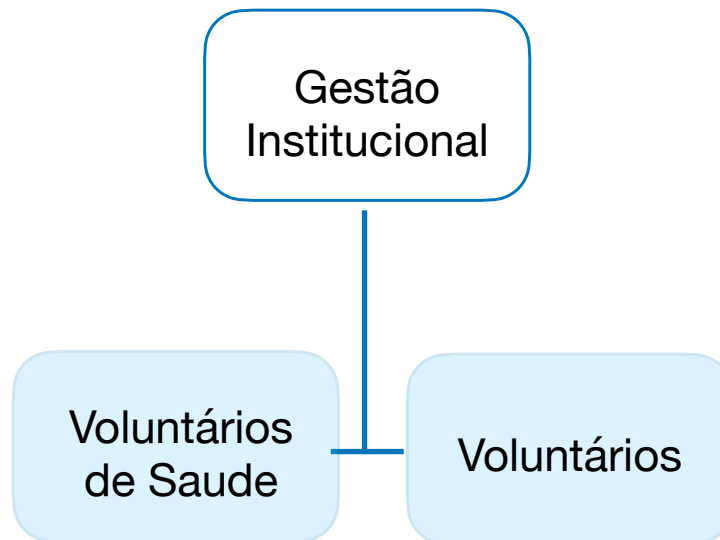 Gestão
Institucional
Voluntários
de Saude
Voluntários